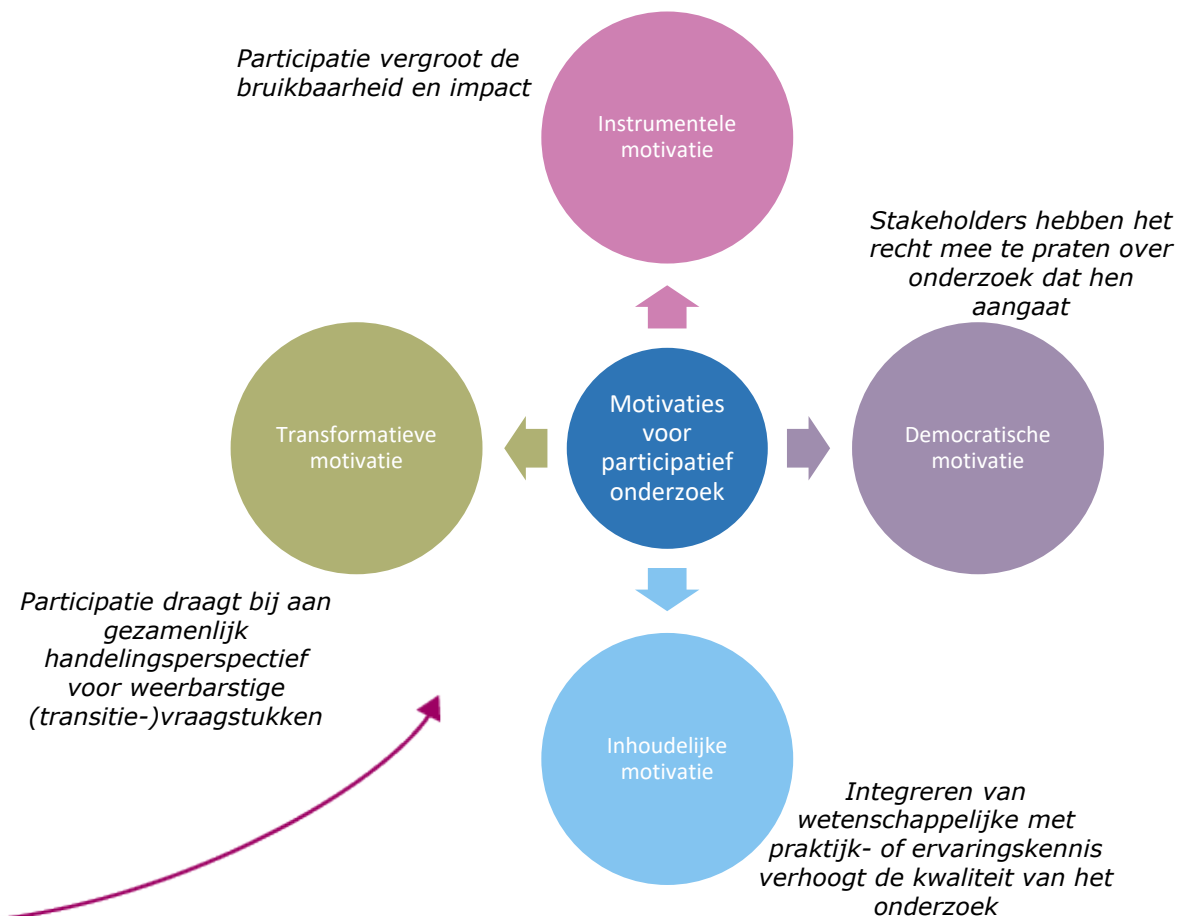 Participatie vergroot de
bruikbaarheid en impact
Instrumentele
motivatie
Stakeholders hebben het
recht mee te praten over
onderzoek dat hen
aangaat
Transformatieve
motivatie
Motivaties
voor
participatief
onderzoek
Democratische
motivatie
Participatie draagt bij aan
gezamenlijk
handelingsperspectief
voor weerbarstige
(transitie-)vraagstukken
Inhoudelijke
motivatie
Integreren van
wetenschappelijke met
praktijk- of ervaringskennis
verhoogt de kwaliteit van het
onderzoek